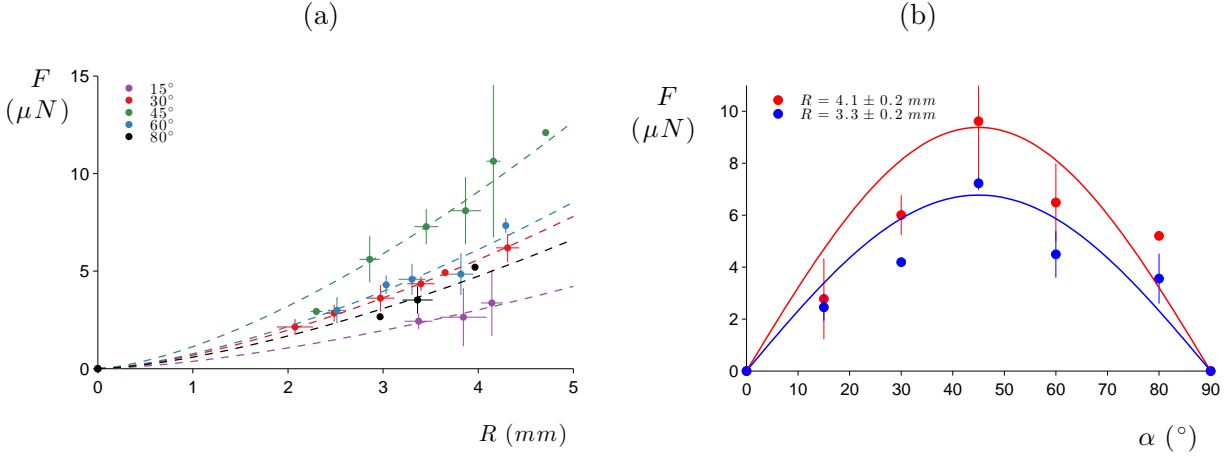 (a)
F
(μN)
15
10
5
0
0 1 2 3 4 5
R (mm)
15°
30°
45°
60°
80°
(b)
F
(μN)
10
8
6
4
2
0
0 10 20 30 40 50 60 70 80 90
α (°)
R = 4.1 ± 0.2 mm
R = 3.3 ± 0.2 mm